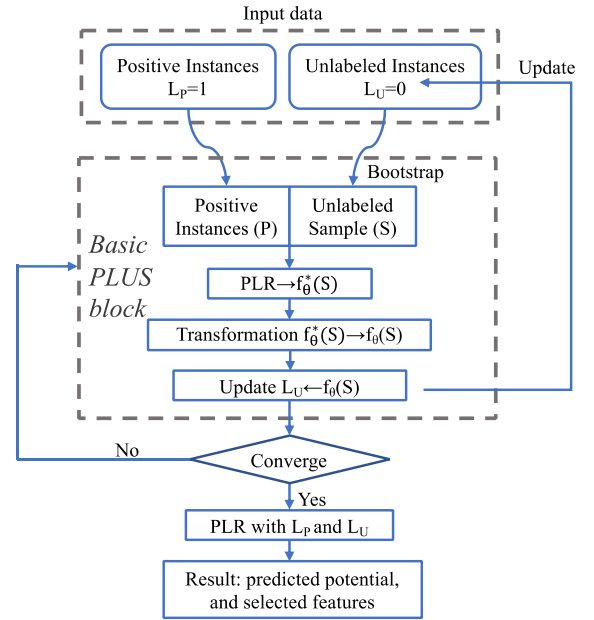 Input data
Positive Instances
L_P=1
Unlabeled Instances
L_U=0
Update
Bootstrap
Positive
Instances (P)
Unlabeled
Sample (S)
Basic
PLUS
block
PLR→f*_θ(S)
Transformation f*_θ(S)→f_θ(S)
Update L_U←f_θ(S)
No
Converge
Yes
PLR with L_P and L_U
Result: predicted potential,
and selected features